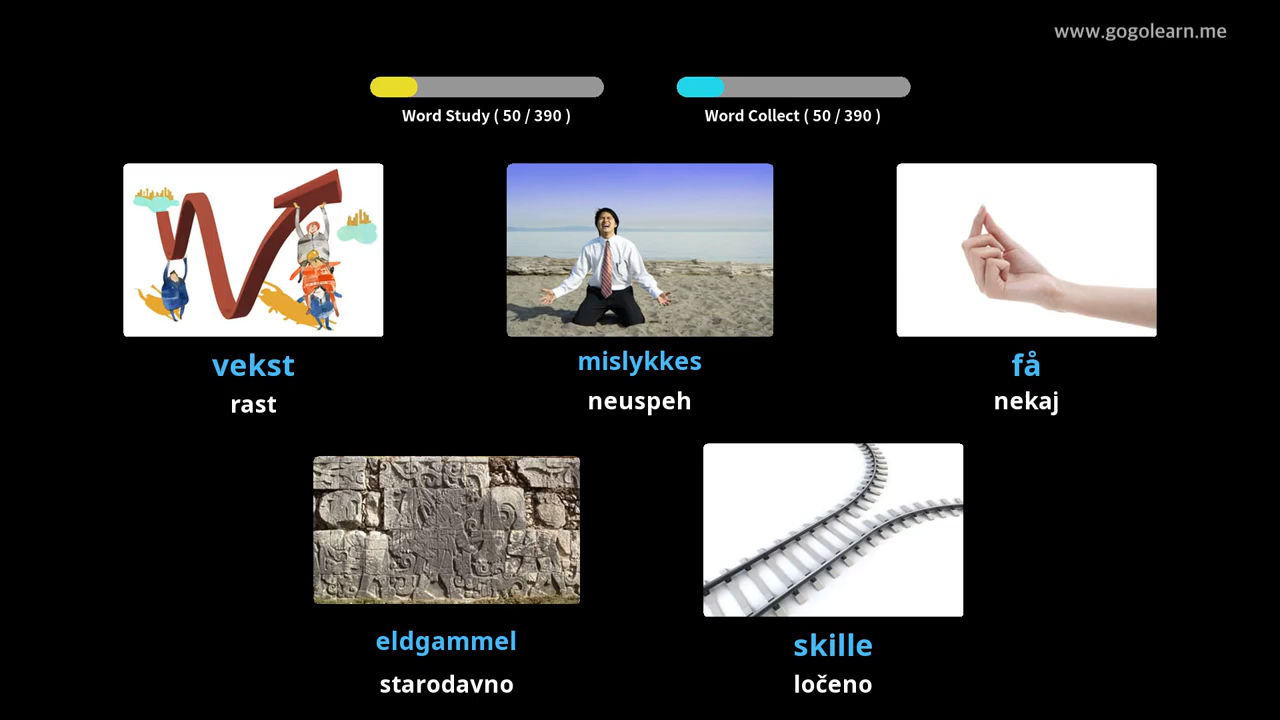 www.gogolearn.me
Word Study ( 50 / 390 )
Word Collect ( 50 / 390 )
vekst
rast
mislykkes
neuspeh
få
nekaj
eldgammel
starodavno
skille
ločeno